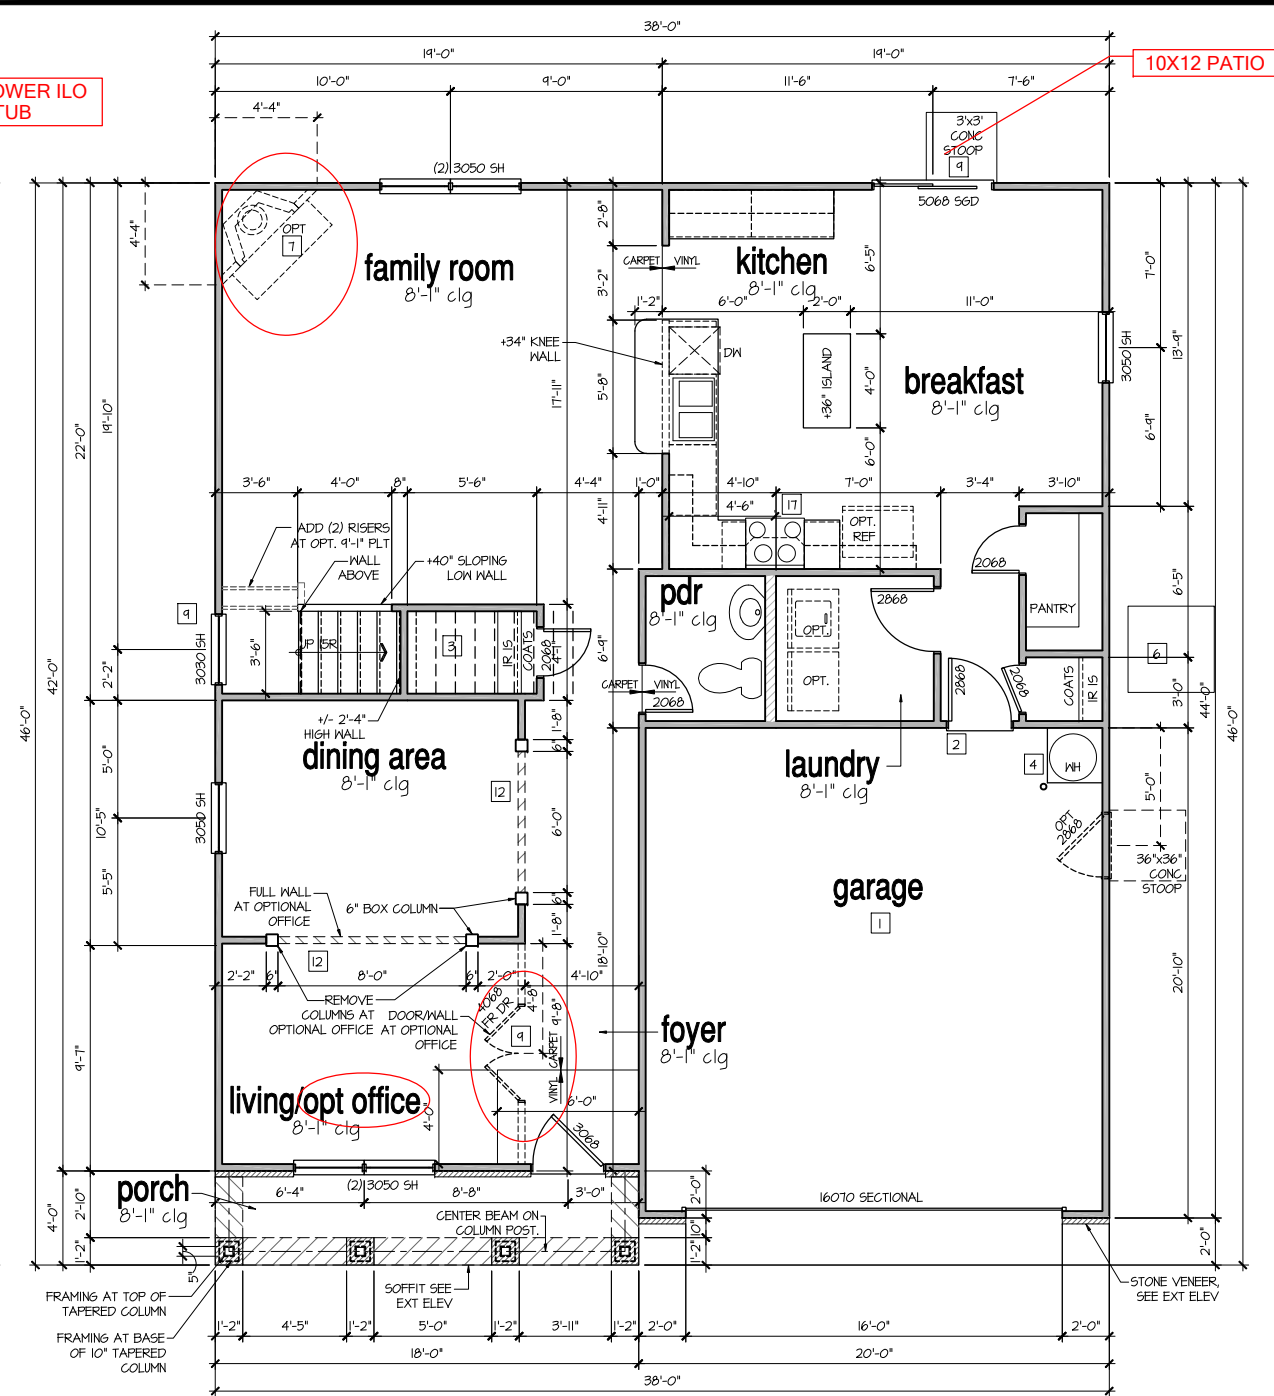 38'-0"
19'-0"
19'-0"
10'-0"
9'-0"
11'-6"
7'-6"
10X12 PATIO
OWER ILO
TUB
4'-4"
3'x3'
CONC
STOOP
9
(2) 3050 SH
5068 SGD
4'-4"
OPT
7
family room
8'-1" clg
2'-8"
CARPET
VINYL
kitchen
8'-1" clg
6'-5"
7'-0"
3'-2"
1'-2"
6'-0"
2'-0"
11'-0"
+34" KNEE
WALL
DW
3050 SH
13'-9"
+36" ISLAND
4'-0"
breakfast
8'-1" clg
5'-8"
17'-11"
19'-10"
22'-0"
6'-9"
6'-0"
3'-6"
4'-0"
8"
5'-6"
4'-4"
1'-0"
4'-10"
7'-0"
3'-4"
3'-10"
4'-11"
4'-6"
17
OPT.
REF
ADD (2) RISERS
AT OPT. 9'-1" PLT
WALL
ABOVE
+40" SLOPING
LOW WALL
2068
pdr
8'-1" clg
2868
6'-5"
PANTRY
9
3030 SH
3'-6"
UP 15R
3
IR IS
COATS
2068
4'-1"
6'-9"
OPT.
OPT.
6
42'-0"
2'-2"
CARPET
VINYL
2068
2868
2068
COATS
IR IS
3'-0"
44'-0"
46'-0"
46'-0"
+/- 2'-4"
HIGH WALL
1'-8"
6"
2
4
WH
dining area
8'-1" clg
laundry
8'-1" clg
5'-0"
5'-0"
12
3050 SH
10'-5"
6'-0"
OPT
2868
36"x36"
CONC
STOOP
5'-5"
FULL WALL
AT OPTIONAL
OFFICE
6" BOX COLUMN
6"
1'-8"
garage
1
18'-10"
20'-10"
12
2'-2"
6"
8'-0"
6"
2'-0"
4'-10"
REMOVE
COLUMNS AT
OPTIONAL OFFICE
DOOR/WALL
AT OPTIONAL
OFFICE
4068
FR DR
4'-8"
9
9'-8"
CARPET
VINYL
foyer
8'-1" clg
9'-7"
living/opt office
8'-1" clg
4'-0"
6'-0"
3068
porch
8'-1" clg
(2) 3050 SH
6'-4"
8'-8"
3'-0"
16070 SECTIONAL
2'-0"
4'-0"
2'-10"
CENTER BEAM ON
COLUMN POST.
10"
1'-2"
1'-2"
2'-0"
5"
SOFFIT SEE
EXT ELEV
STONE VENEER,
SEE EXT ELEV
FRAMING AT TOP OF
TAPERED COLUMN
FRAMING AT BASE
OF 10" TAPERED
COLUMN
1'-2"
4'-5"
1'-2"
5'-0"
1'-2"
3'-11"
1'-2"
2'-0"
16'-0"
2'-0"
18'-0"
20'-0"
38'-0"